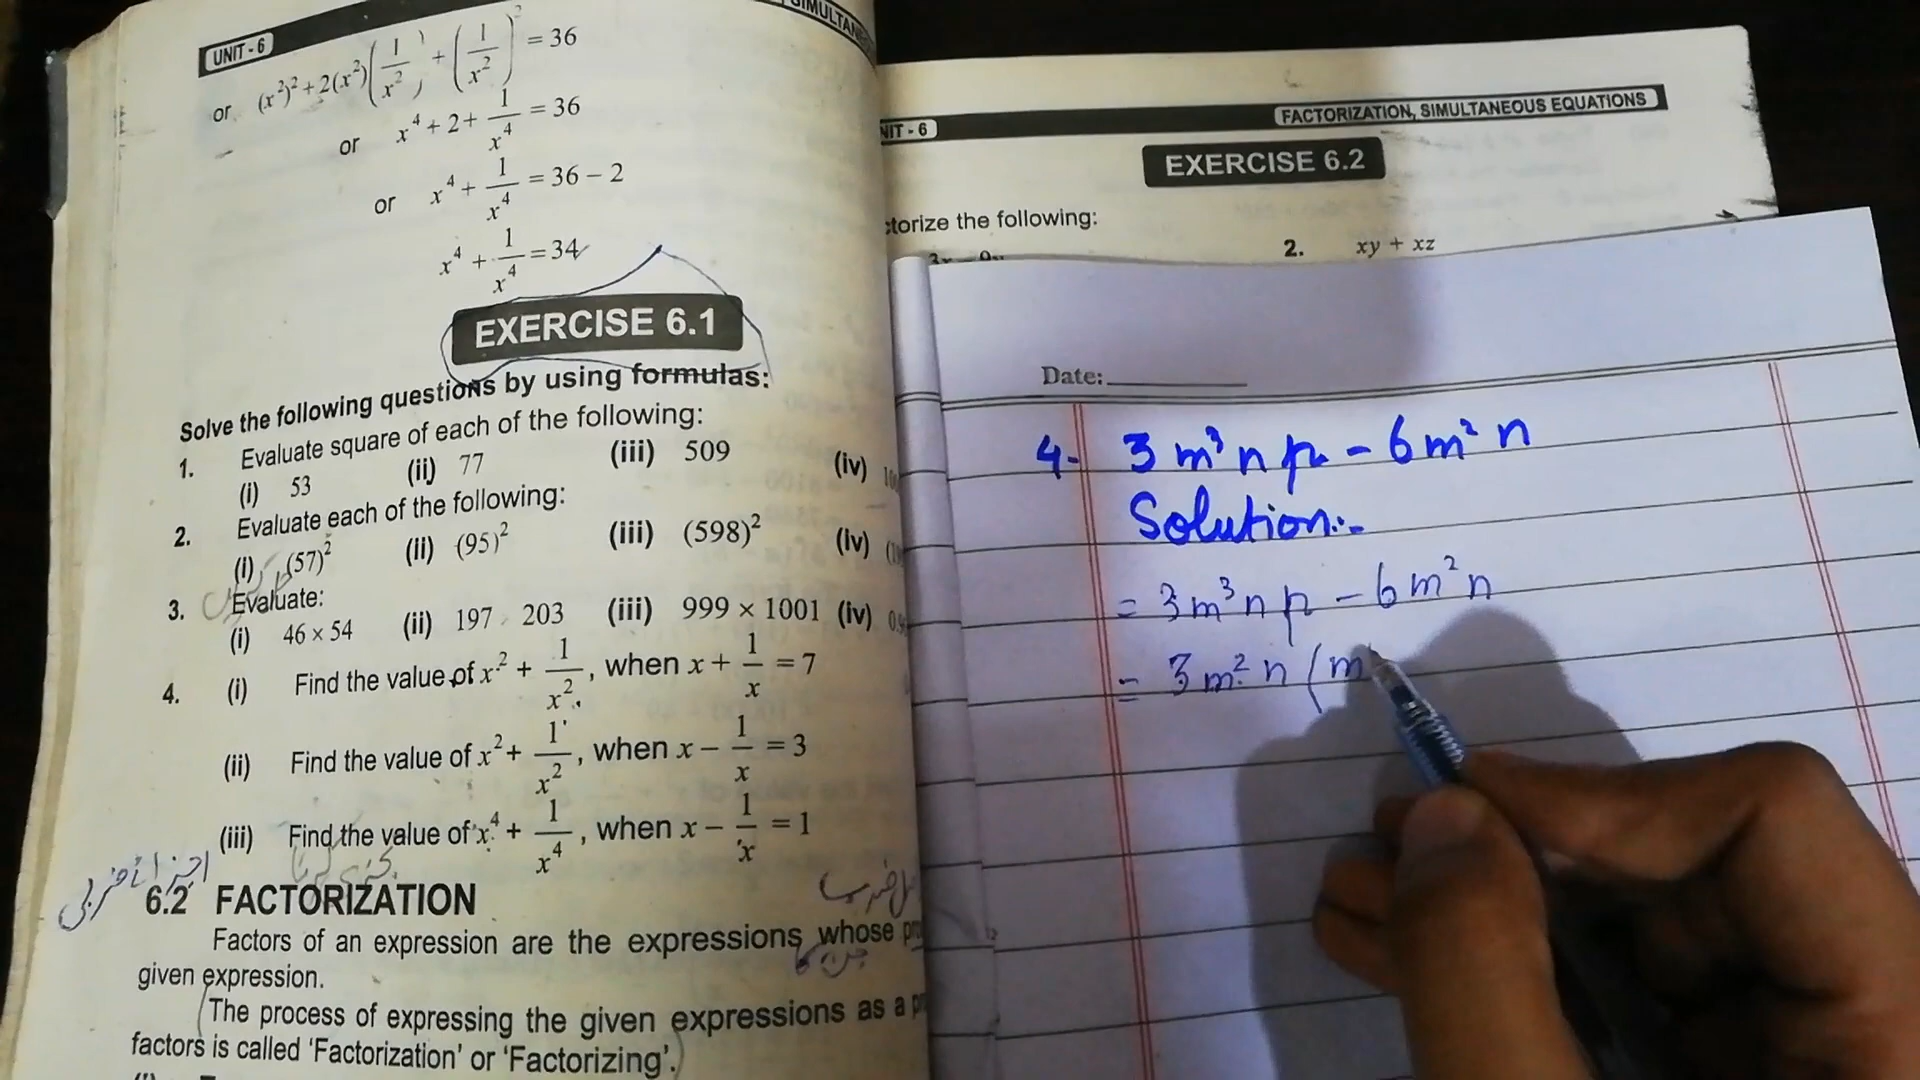 UNIT - 6
SIMULTAN
or (x²)² + 2(x²)(1/x²) + (1/x²)² = 36
or x⁴ + 2 + 1/x⁴ = 36
or x⁴ + 1/x⁴ = 36 − 2
x⁴ + 1/x⁴ = 34
EXERCISE 6.1
Solve the following questions by using formulas:
1. Evaluate square of each of the following:
(i) 53 (ii) 77 (iii) 509 (iv)
2. Evaluate each of the following:
(i) (57)² (ii) (95)² (iii) (598)² (iv)
3. Evaluate:
(i) 46 × 54 (ii) 197 203 (iii) 999 × 1001 (iv)
4. (i) Find the value of x² + 1/x², when x + 1/x = 7
(ii) Find the value of x² + 1/x², when x − 1/x = 3
(iii) Find the value of x⁴ + 1/x⁴, when x − 1/x = 1
6.2 FACTORIZATION
Factors of an expression are the expressions whose
given expression.
The process of expressing the given expressions as a
factors is called ‘Factorization’ or ‘Factorizing’.
NIT - 6
FACTORIZATION, SIMULTANEOUS EQUATIONS
EXERCISE 6.2
ctorize the following:
2. xy + xz
Date:
4- 3m³np − 6m²n
Solution:-
= 3m³np − 6m²n
= 3m²n (m